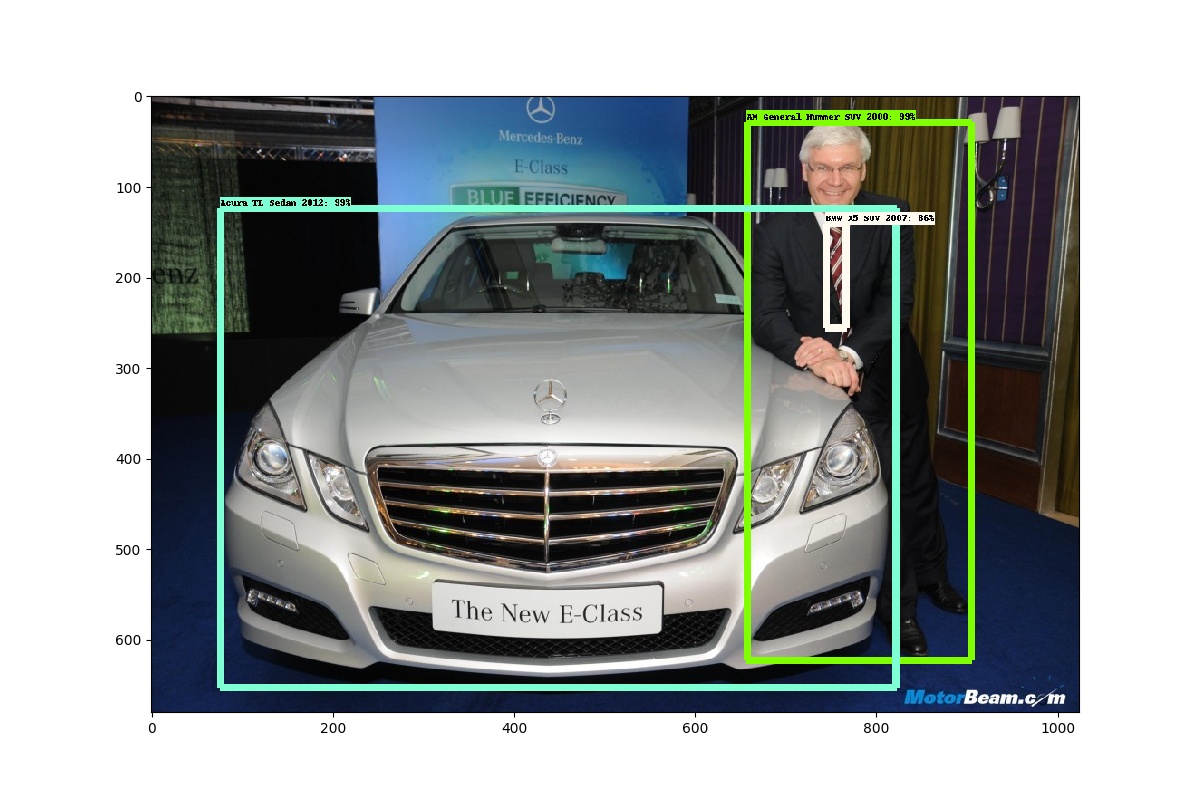 0
100
200
300
400
500
600
0
200
400
600
800
1000
AM General Hummer SUV 2000: 99%
Acura TL Sedan 2012: 99%
BMW X5 SUV 2007: 86%
Mercedes-Benz
E-Class
BLUE EFFICIENCY
enz
The New E-Class
MotorBeam.com